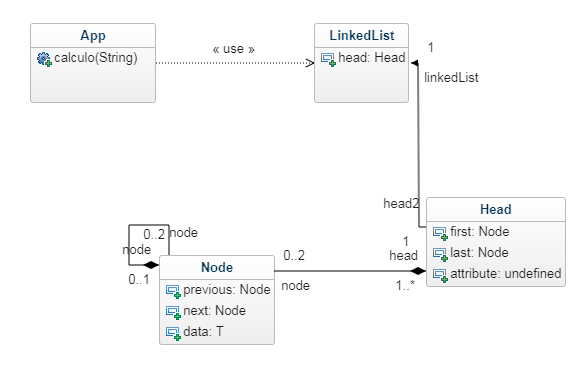 App
calculo(String)
« use »
LinkedList
head: Head
1
linkedList
head2
1
Head
first: Node
last: Node
attribute: undefined
head
1..*
0..2
node
0..2
node
node
0..1
Node
previous: Node
next: Node
data: T